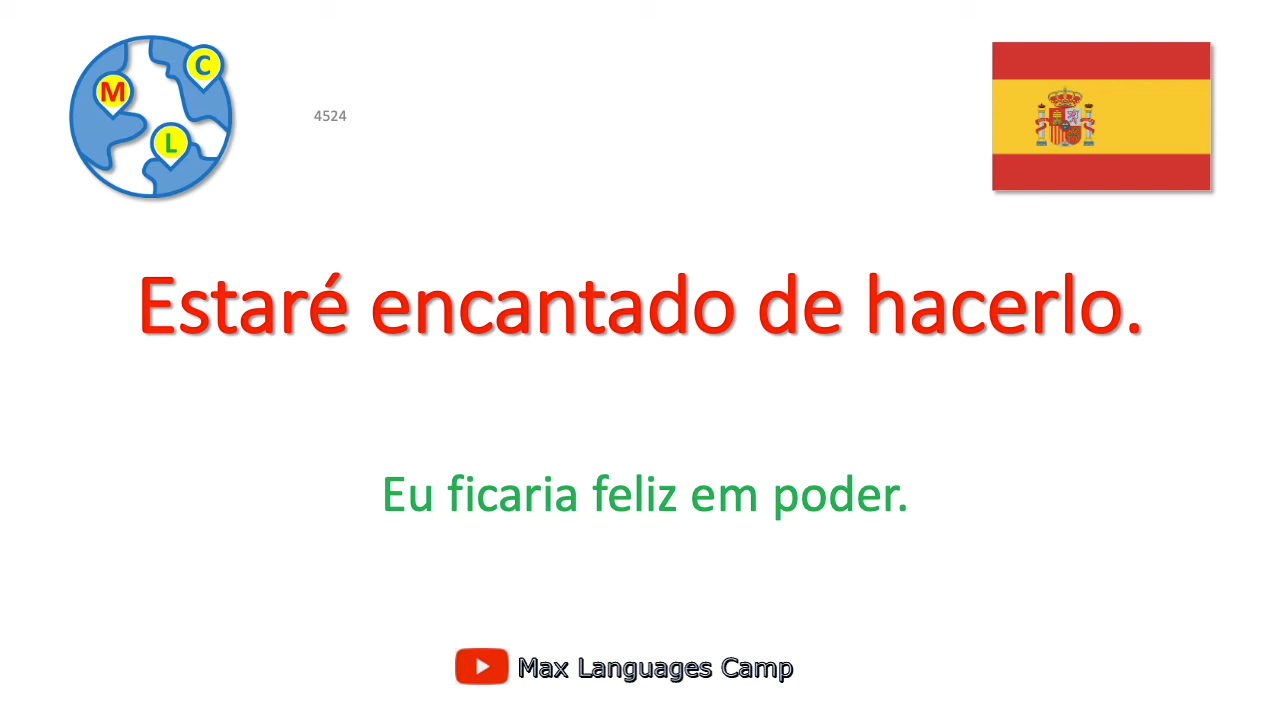 M
C
L
4524
Estaré encantado de hacerlo.
Eu ficaria feliz em poder.
Max Languages Camp